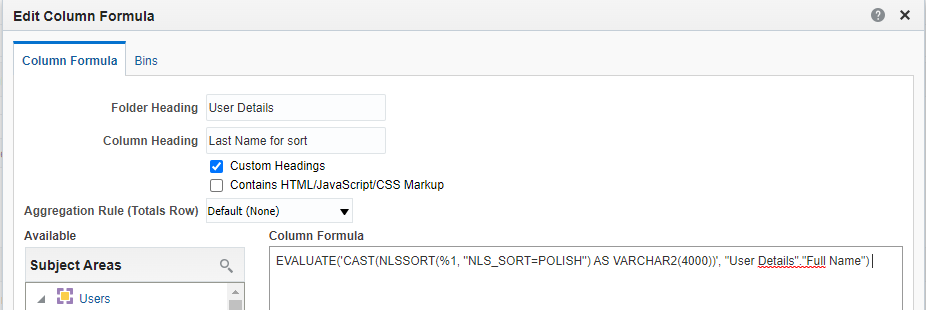 Edit Column Formula
Column Formula
Bins
Folder Heading User Details
Column Heading Last Name for sort
Custom Headings
Contains HTML/JavaScript/CSS Markup
Aggregation Rule (Totals Row) Default (None)
Available
Subject Areas
Users
Column Formula
EVALUATE('CAST(NLSSORT(%1, "NLS_SORT=POLISH") AS VARCHAR2(4000))', "User Details"."Full Name")